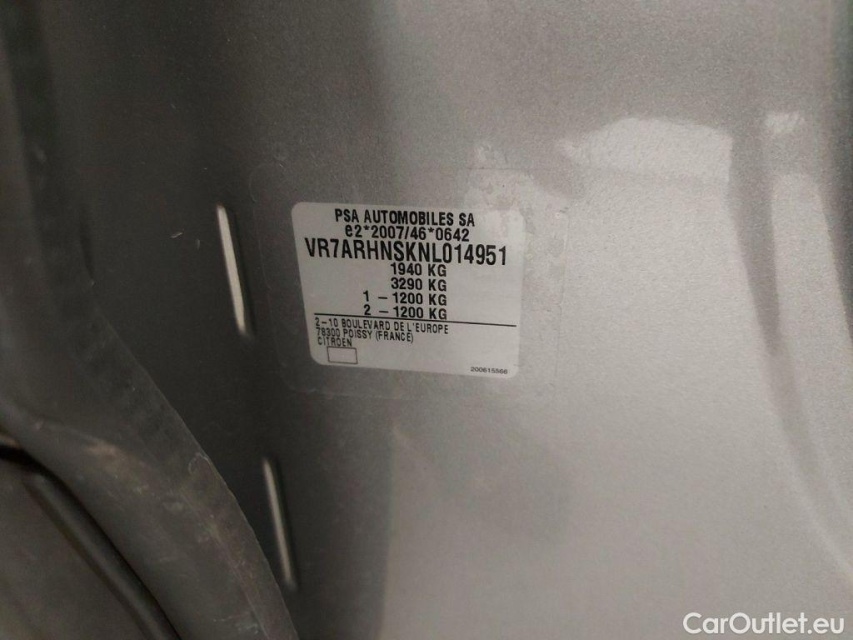 PSA AUTOMOBILES SA
e2*2007/46*0642
VR7ARHNSKNL014951
1940 KG
3290 KG
1 - 1200 KG
2 - 1200 KG
2-10 BOULEVARD DE L'EUROPE
78300 POISSY (FRANCE)
CITROEN
200815588
CarOutlet.eu